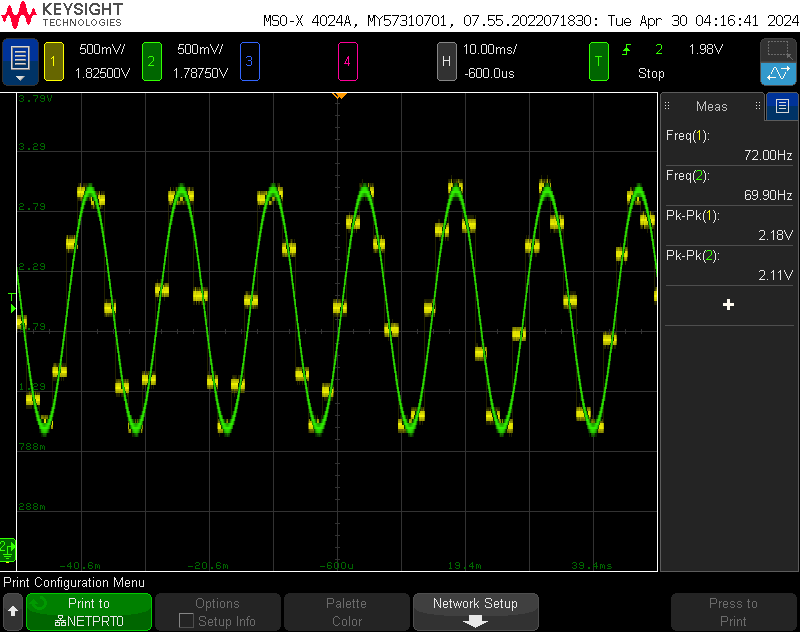 KEYSIGHT
TECHNOLOGIES
MSO-X 4024A, MY57310701, 07.55.2022071830: Tue Apr 30 04:16:41 2024
1 500mV/ 2 500mV/ 3 4 H 10.00ms/ T 2 1.98V
1.82500V 1.78750V -600.0us Stop
3.79V
3.29
2.79
2.29
T
1.29
788m
288m
2
-40.6m -20.6m -600u 19.4m 39.4ms
Meas
Freq(1):
72.00Hz
Freq(2):
69.90Hz
Pk-Pk(1):
2.18V
Pk-Pk(2):
2.11V
+
Print Configuration Menu
Print to
NETPRT0
Options
Setup Info
Palette
Color
Network Setup
Press to
Print